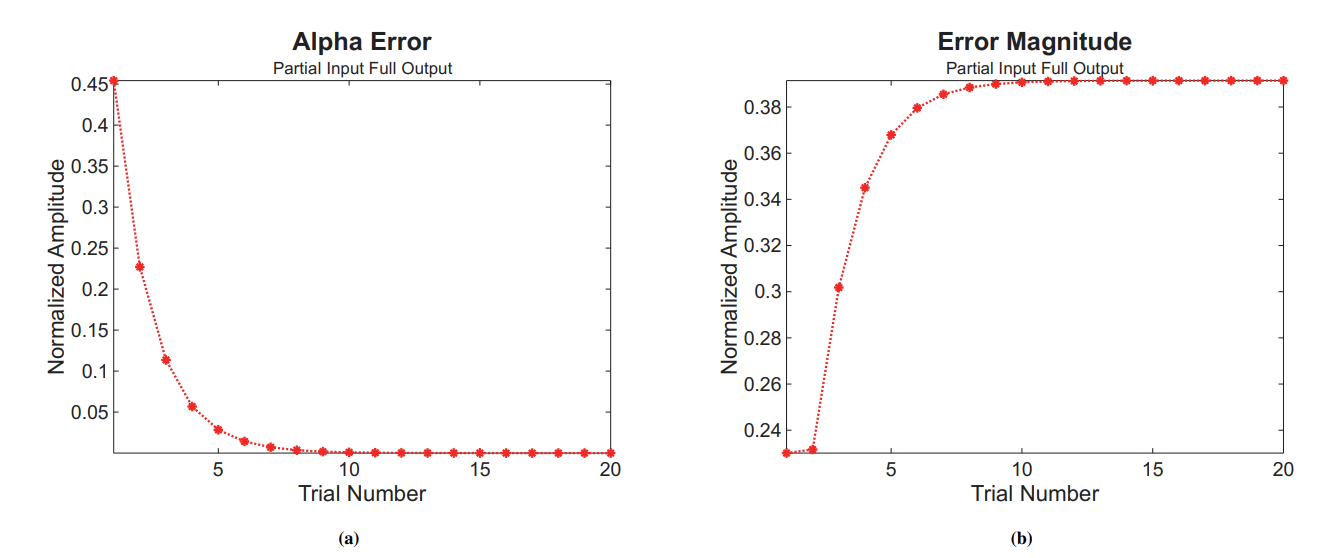 Alpha Error
Partial Input Full Output
Normalized Amplitude
0.45
0.4
0.35
0.3
0.25
0.2
0.15
0.1
0.05
5 10 15 20
Trial Number
(a)
Error Magnitude
Partial Input Full Output
Normalized Amplitude
0.38
0.36
0.34
0.32
0.3
0.28
0.26
0.24
5 10 15 20
Trial Number
(b)